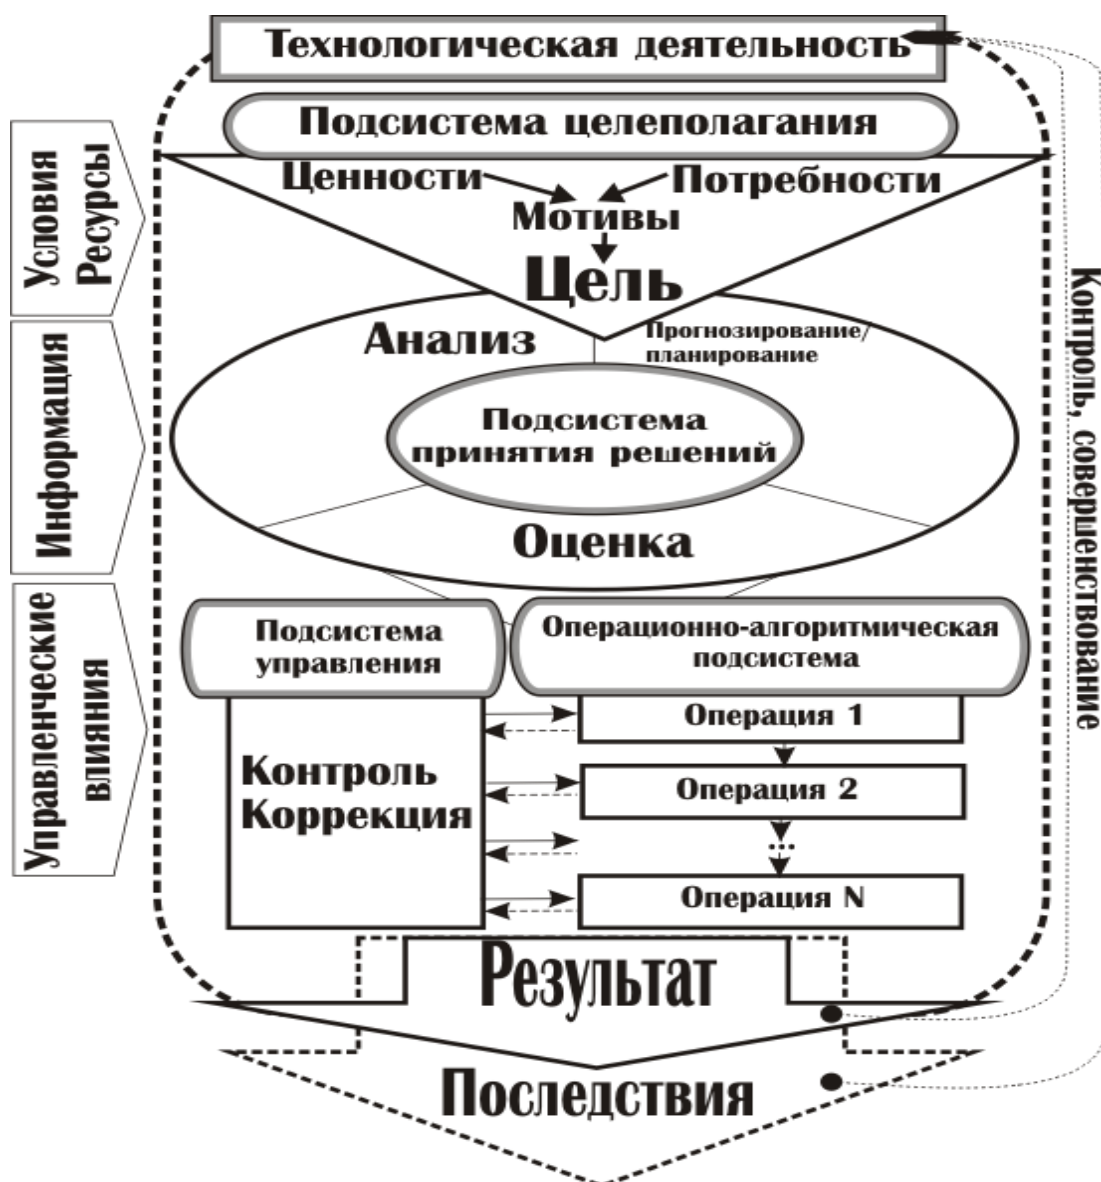 Технологическая деятельность
Подсистема целеполагания
Ценности
Потребности
Мотивы
Цель
Условия
Ресурсы
Анализ
Прогнозирование/
планирование
Подсистема
принятия решений
Оценка
Информация
Контроль, совершенствование
Подсистема
управления
Операционно-алгоритмическая
подсистема
Управленческие
влияния
Контроль
Коррекция
Операция 1
Операция 2
...
Операция N
Результат
Последствия